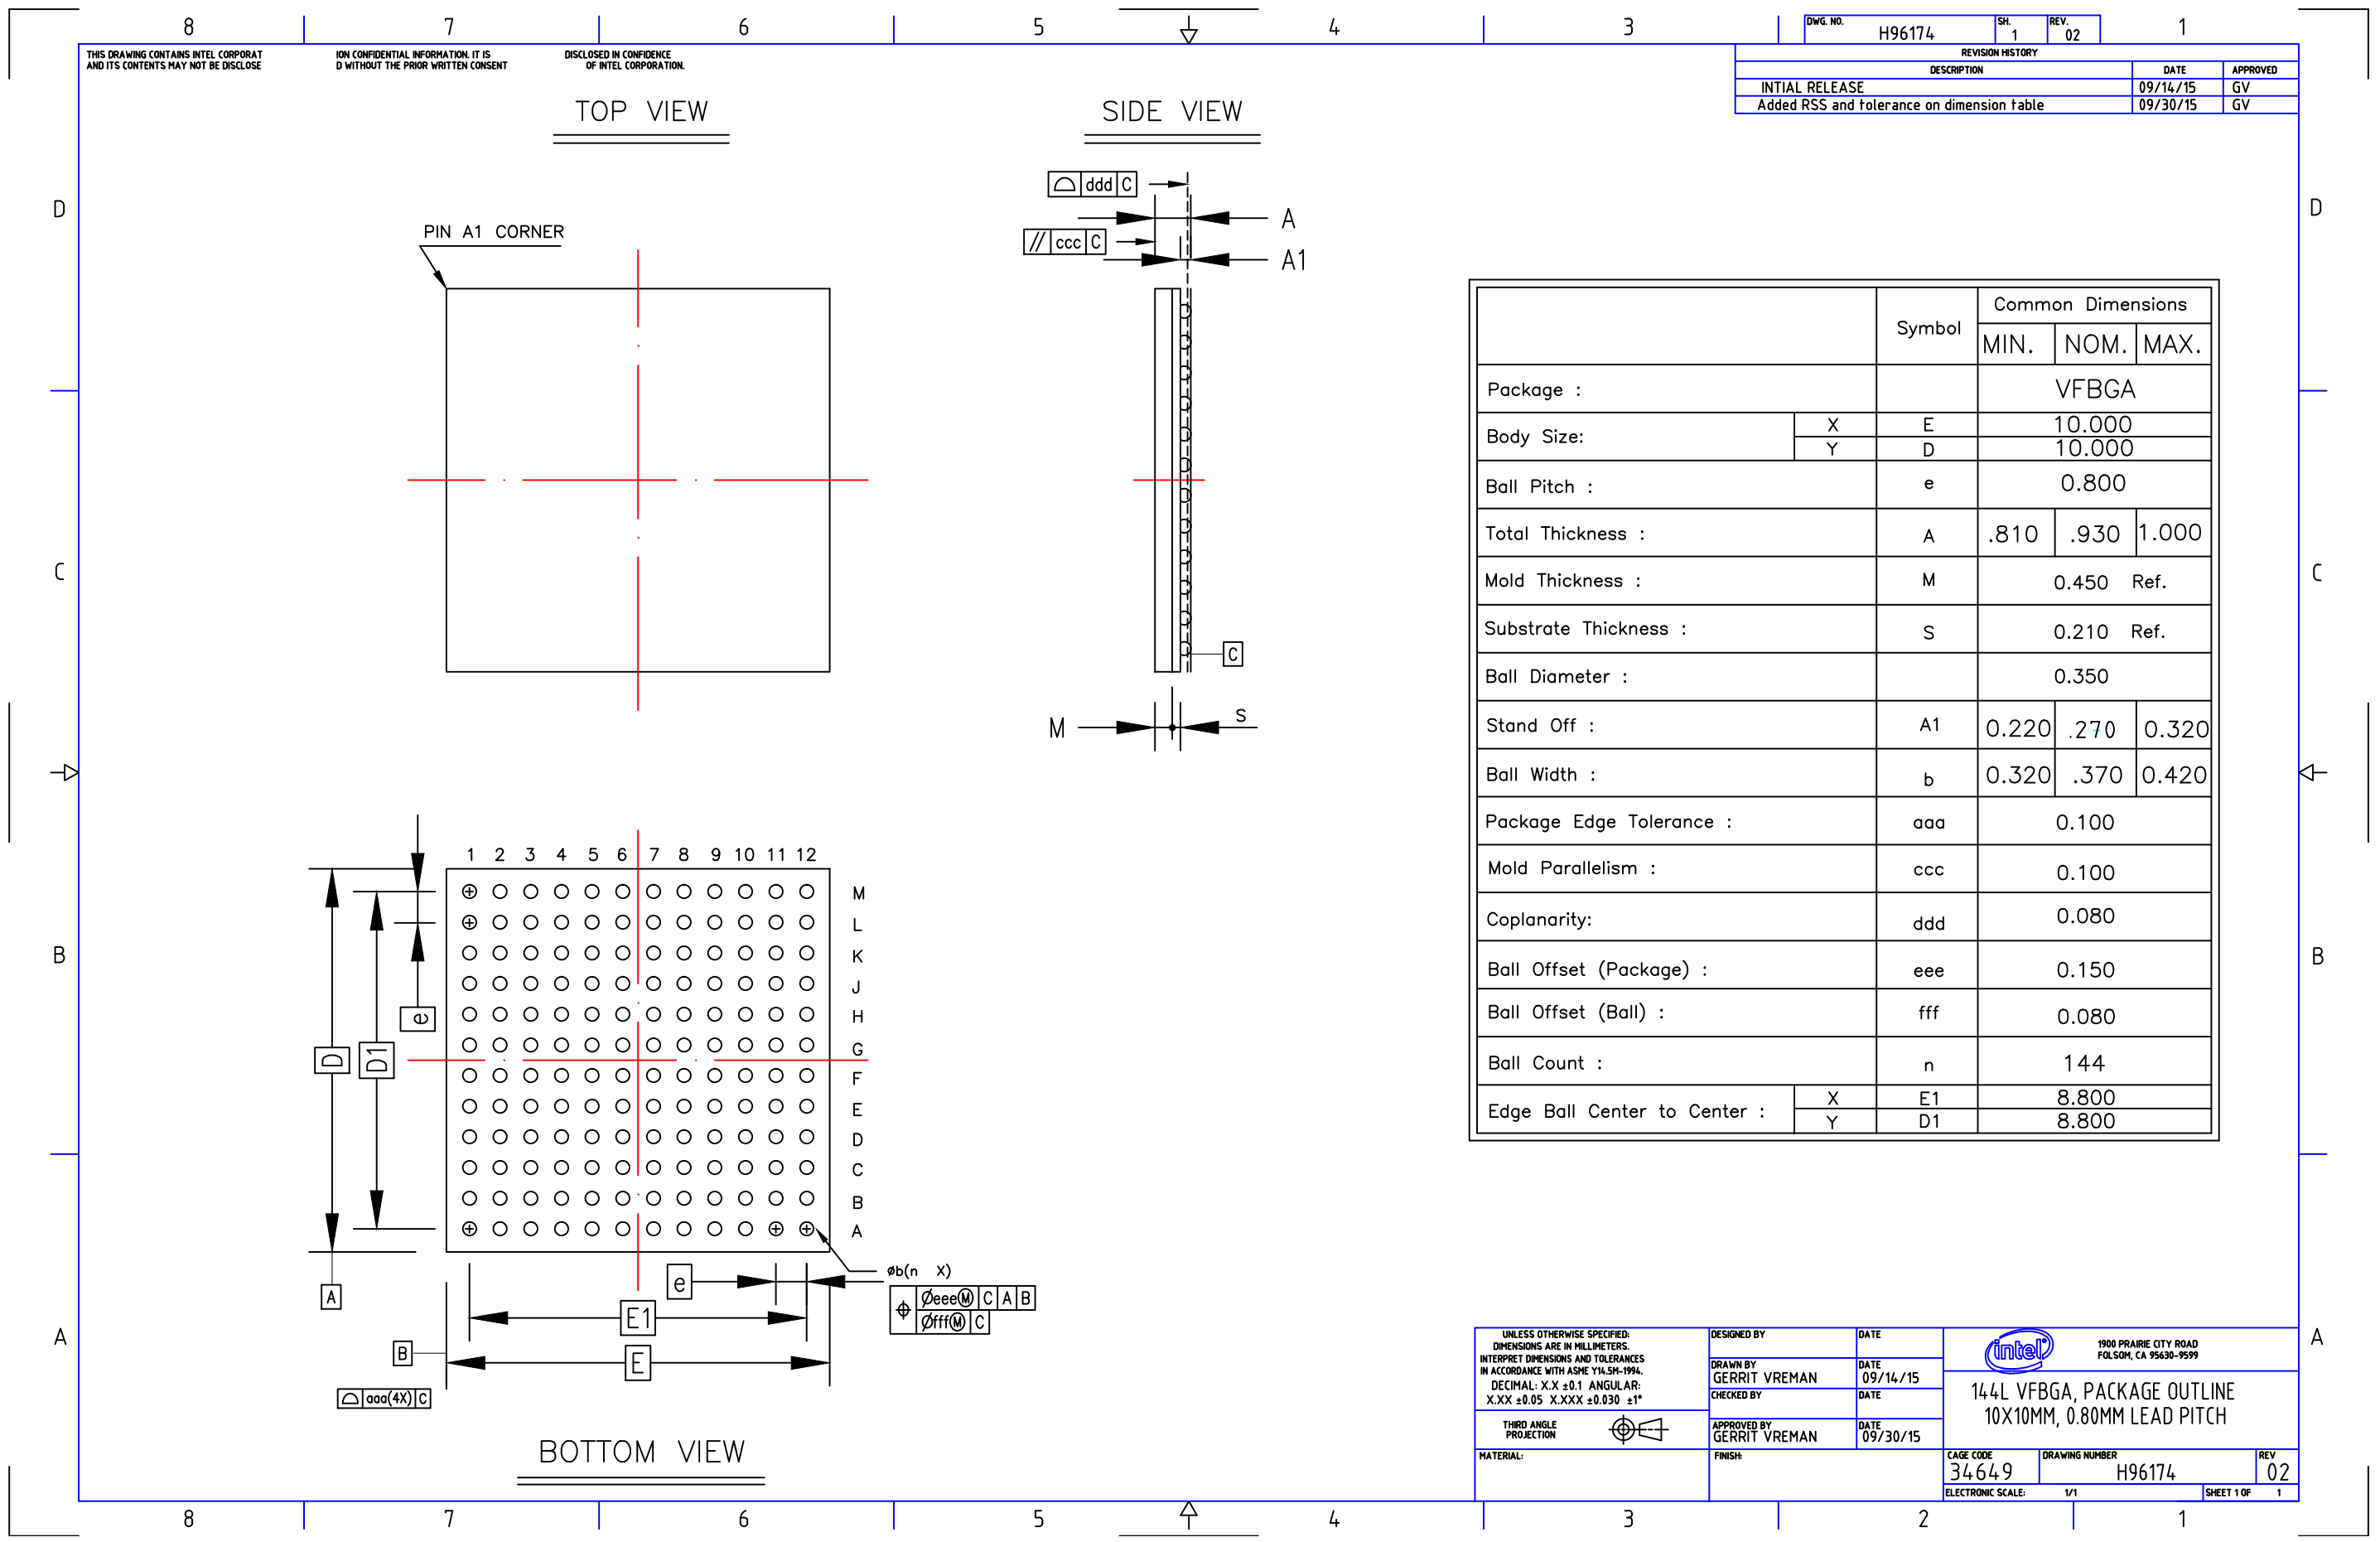 8 7 6 5 4 3 1
DWG. NO. H96174 SH. 1 REV. 02
THIS DRAWING CONTAINS INTEL CORPORAT ION CONFIDENTIAL INFORMATION. IT IS DISCLOSED IN CONFIDENCE
AND ITS CONTENTS MAY NOT BE DISCLOSE D WITHOUT THE PRIOR WRITTEN CONSENT OF INTEL CORPORATION.
REVISION HISTORY
DESCRIPTION DATE APPROVED
INTIAL RELEASE 09/14/15 GV
Added RSS and tolerance on dimension table 09/30/15 GV
TOP VIEW
SIDE VIEW
D D
C C
B B
A A
PIN A1 CORNER
ddd C
A
// ccc C
A1
C
M S
Symbol Common Dimensions
MIN. NOM. MAX.
Package : VFBGA
Body Size: X E 10.000
Y D 10.000
Ball Pitch : e 0.800
Total Thickness : A .810 .930 1.000
Mold Thickness : M 0.450 Ref.
Substrate Thickness : S 0.210 Ref.
Ball Diameter : 0.350
Stand Off : A1 0.220 .270 0.320
Ball Width : b 0.320 .370 0.420
Package Edge Tolerance : aaa 0.100
Mold Parallelism : ccc 0.100
Coplanarity: ddd 0.080
Ball Offset (Package) : eee 0.150
Ball Offset (Ball) : fff 0.080
Ball Count : n 144
Edge Ball Center to Center : X E1 8.800
Y D1 8.800
1 2 3 4 5 6 7 8 9 10 11 12
M
L
K
J
H
G
F
E
D
C
B
A
e
D
D1
A
e
E1
E
B
aaa(4X) C
øb(n X)
Øeee Ⓜ C A B
Øfff Ⓜ C
BOTTOM VIEW
UNLESS OTHERWISE SPECIFIED:
DIMENSIONS ARE IN MILLIMETERS.
INTERPRET DIMENSIONS AND TOLERANCES
IN ACCORDANCE WITH ASME Y14.5M-1994.
DECIMAL: X.X ±0.1 ANGULAR:
X.XX ±0.05 X.XXX ±0.030 ±1°
THIRD ANGLE
PROJECTION
MATERIAL:
DESIGNED BY DATE
DRAWN BY DATE
GERRIT VREMAN 09/14/15
CHECKED BY DATE
APPROVED BY DATE
GERRIT VREMAN 09/30/15
FINISH:
intel
1900 PRAIRIE CITY ROAD
FOLSOM, CA 95630-9599
144L VFBGA, PACKAGE OUTLINE
10X10MM, 0.80MM LEAD PITCH
CAGE CODE DRAWING NUMBER REV
34649 H96174 02
ELECTRONIC SCALE: 1/1 SHEET 1 OF 1
8 7 6 5 4 3 2 1